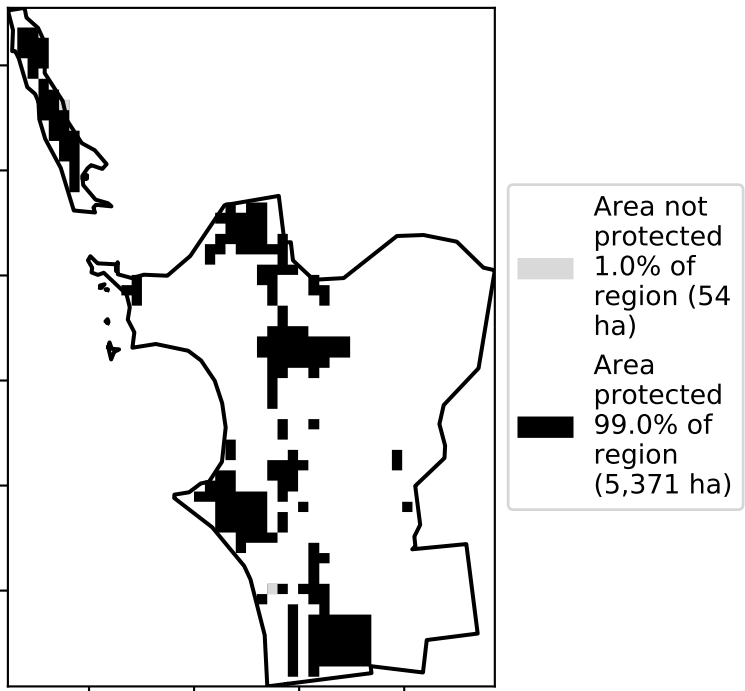 Area not
protected
1.0% of
region (54
ha)
Area
protected
99.0% of
region
(5,371 ha)